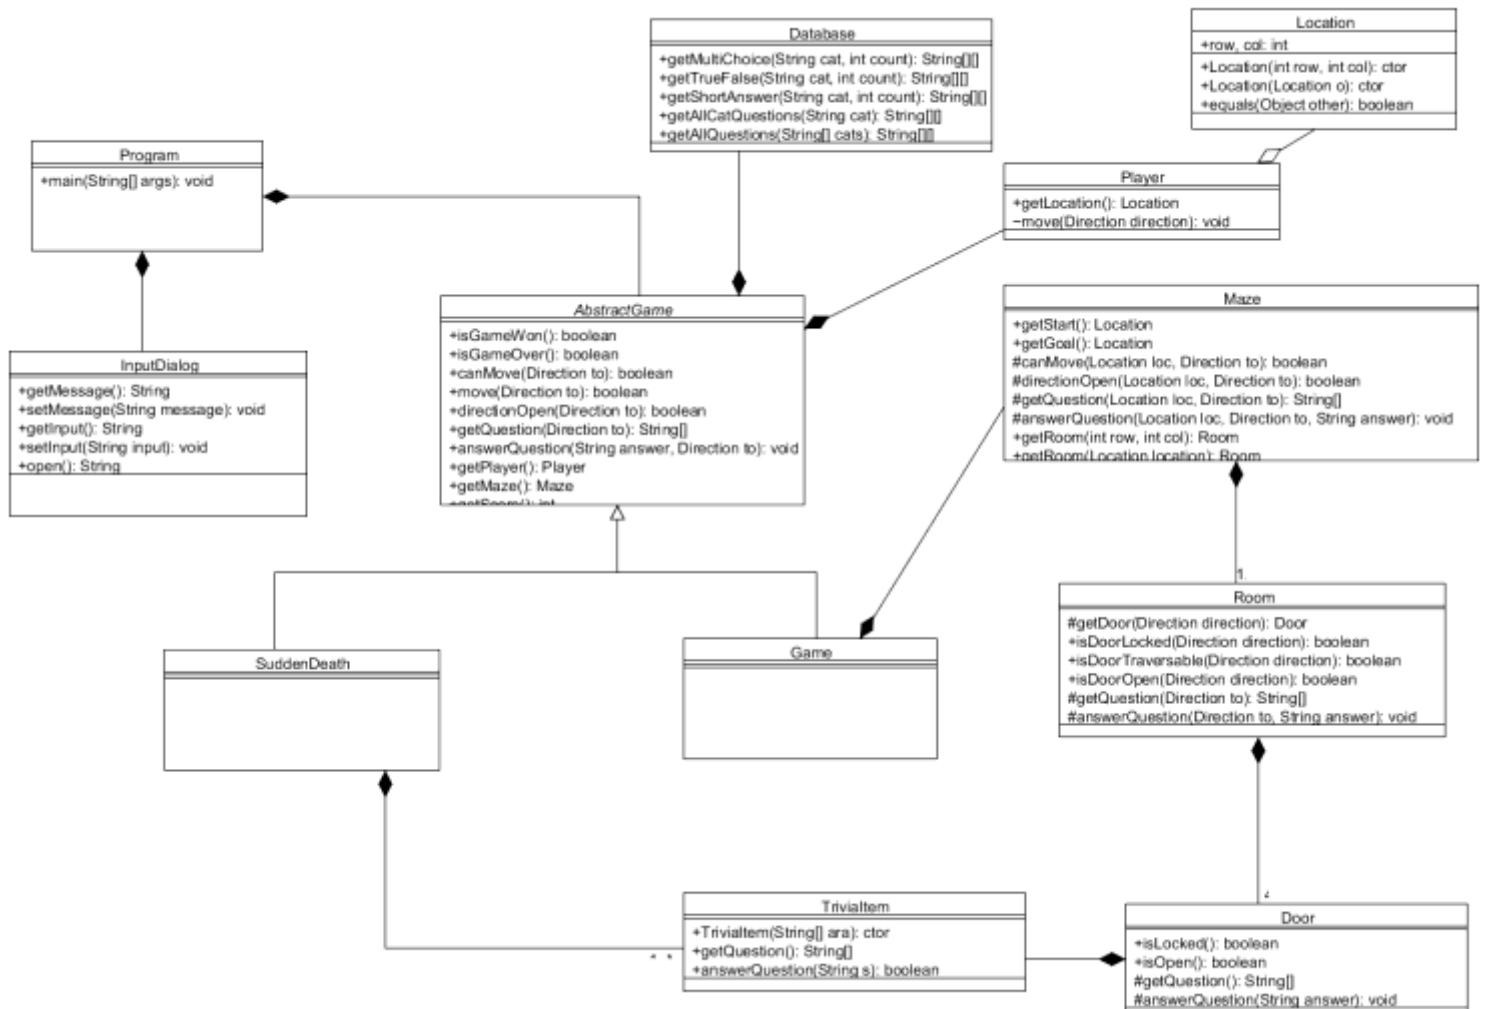 Database
+getMultiChoice(String cat, int count): String[][]
+getTrueFalse(String cat, int count): String[][]
+getShortAnswer(String cat, int count): String[][]
+getAllCatQuestions(String cat): String[][]
+getAllQuestions(String[] cats): String[][]
Location
+row, col: int
+Location(int row, int col): ctor
+Location(Location o): ctor
+equals(Object other): boolean
Program
+main(String[] args): void
Player
+getLocation(): Location
−move(Direction direction): void
InputDialog
+getMessage(): String
+setMessage(String message): void
+getInput(): String
+setInput(String input): void
+open(): String
AbstractGame
+isGameWon(): boolean
+isGameOver(): boolean
+canMove(Direction to): boolean
+move(Direction to): boolean
+directionOpen(Direction to): boolean
+getQuestion(Direction to): String[]
+answerQuestion(String answer, Direction to): void
+getPlayer(): Player
+getMaze(): Maze
Maze
+getStart(): Location
+getGoal(): Location
#canMove(Location loc, Direction to): boolean
#directionOpen(Location loc, Direction to): boolean
#getQuestion(Location loc, Direction to): String[]
#answerQuestion(Location loc, Direction to, String answer): void
+getRoom(int row, int col): Room
+getRoom(Location location): Room
1.
Room
#getDoor(Direction direction): Door
+isDoorLocked(Direction direction): boolean
+isDoorTraversable(Direction direction): boolean
+isDoorOpen(Direction direction): boolean
#getQuestion(Direction to): String[]
#answerQuestion(Direction to, String answer): void
SuddenDeath
Game
TriviaItem
+TriviaItem(String[] ara): ctor
+getQuestion(): String[]
+answerQuestion(String s): boolean
Door
+isLocked(): boolean
+isOpen(): boolean
#getQuestion(): String[]
#answerQuestion(String answer): void